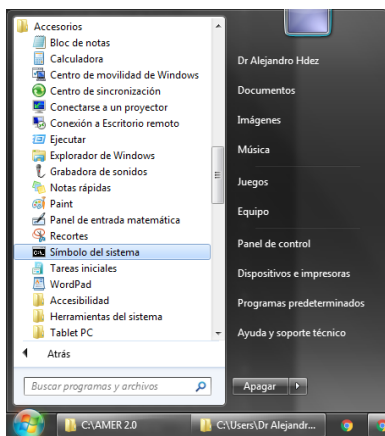 Accesorios
Bloc de notas
Calculadora
Centro de movilidad de Windows
Centro de sincronización
Conectarse a un proyector
Conexión a Escritorio remoto
Ejecutar
Explorador de Windows
Grabadora de sonidos
Notas rápidas
Paint
Panel de entrada matemática
Recortes
Símbolo del sistema
Tareas iniciales
WordPad
Accesibilidad
Herramientas del sistema
Tablet PC
Atrás
Buscar programas y archivos
Dr Alejandro Hdez
Documentos
Imágenes
Música
Juegos
Equipo
Panel de control
Dispositivos e impresoras
Programas predeterminados
Ayuda y soporte técnico
Apagar
C:\AMER 2.0
C:\Users\Dr Alejandr...